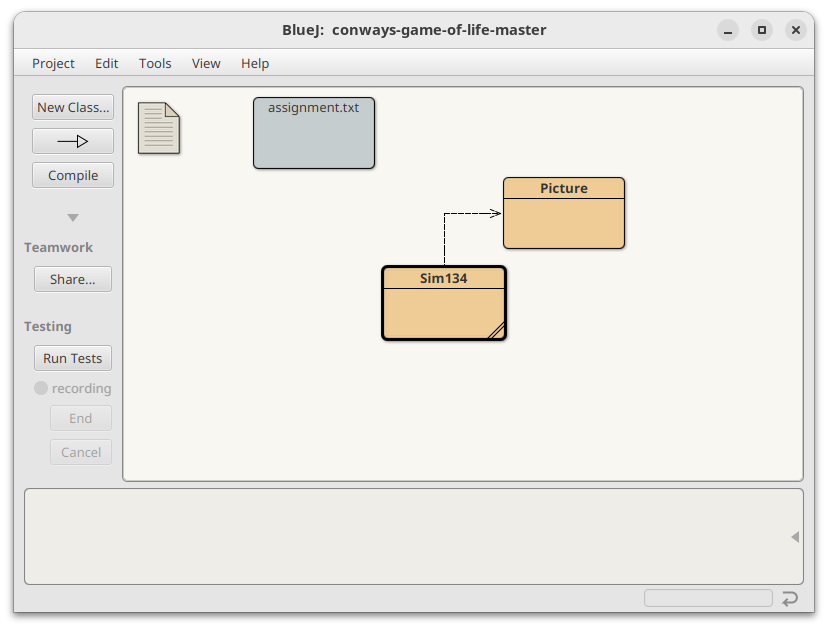 BlueJ:  conways-game-of-life-master
Project Edit Tools View Help
New Class...
assignment.txt
Compile
Picture
Teamwork
Share...
Sim134
Testing
Run Tests
recording
End
Cancel